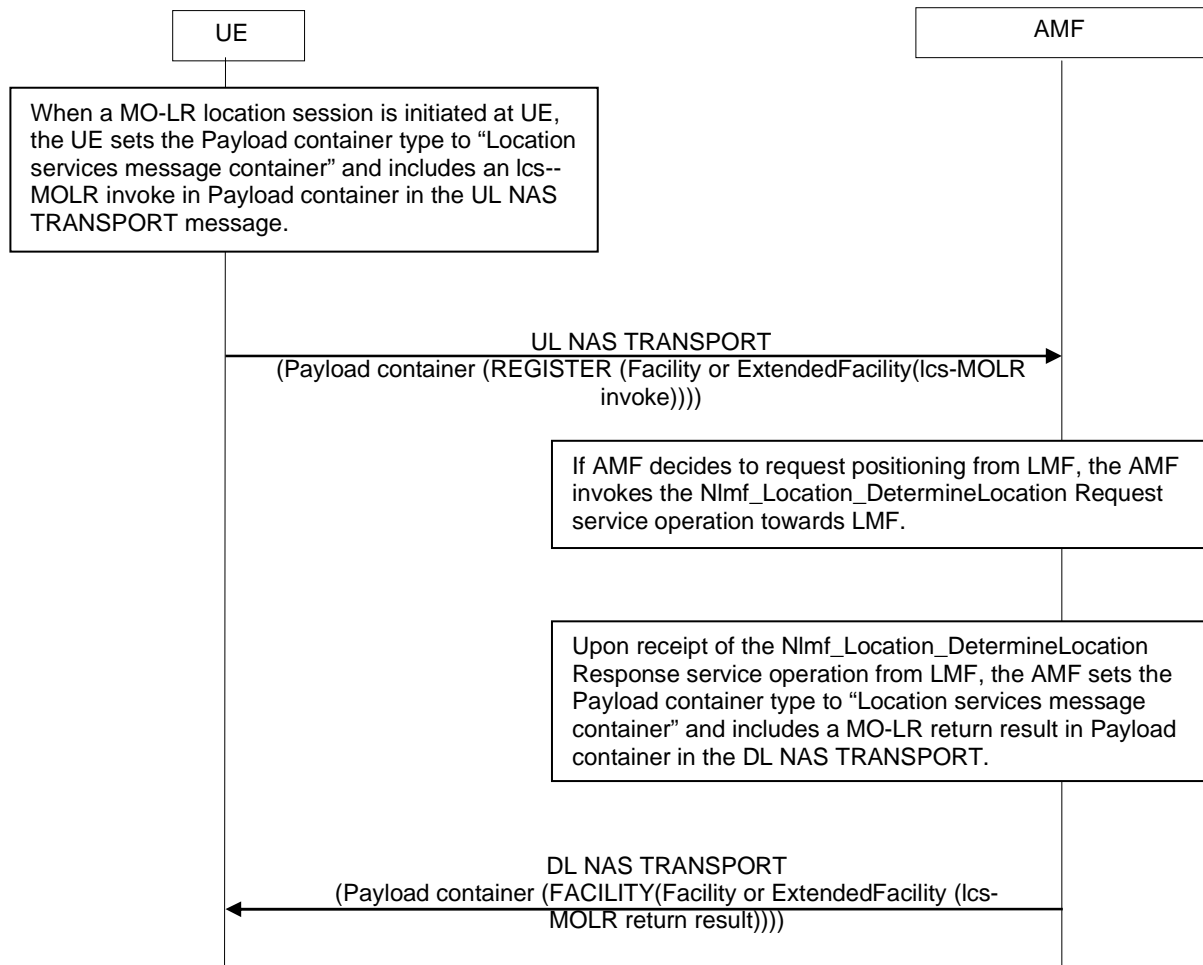 UE
AMF
When a MO-LR location session is initiated at UE,
the UE sets the Payload container type to “Location
services message container” and includes an lcs--
MOLR invoke in Payload container in the UL NAS
TRANSPORT message.
UL NAS TRANSPORT
(Payload container (REGISTER (Facility or ExtendedFacility(lcs-MOLR
invoke))))
If AMF decides to request positioning from LMF, the AMF
invokes the Nlmf_Location_DetermineLocation Request
service operation towards LMF.
Upon receipt of the Nlmf_Location_DetermineLocation
Response service operation from LMF, the AMF sets the
Payload container type to “Location services message
container” and includes a MO-LR return result in Payload
container in the DL NAS TRANSPORT.
DL NAS TRANSPORT
(Payload container (FACILITY(Facility or ExtendedFacility (lcs-
MOLR return result))))